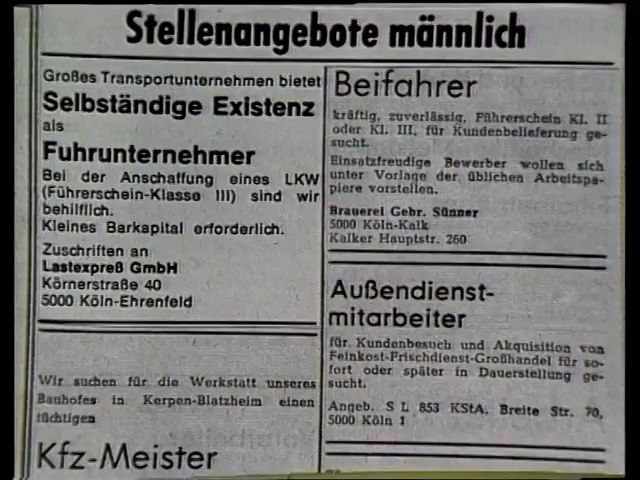 Stellenangebote männlich
Großes Transportunternehmen bietet
Selbständige Existenz
als
Fuhrunternehmer
Bei der Anschaffung eines LKW
(Führerschein-Klasse III) sind wir
behilflich.
Kleines Barkapital erforderlich.
Zuschriften an
Lastexpreß GmbH
Körnerstraße 40
5000 Köln-Ehrenfeld
Wir suchen für die Werkstatt unseres
Bauhofes in Kerpen-Blatzheim einen
tüchtigen
Kfz-Meister
Beifahrer
kräftig, zuverlässig, Führerschein Kl. II
oder Kl. III, für Kundenbelieferung ge-
sucht.
Einsatzfreudige Bewerber wollen sich
unter Vorlage der üblichen Arbeitspa-
piere vorstellen.
Brauerei Gebr. Sünner
5000 Köln-Kalk
Kalker Hauptstr. 260
Außendienst-
mitarbeiter
für Kundenbesuch und Akquisition von
Feinkost-Frischdienst-Großhandel für so-
fort oder später in Dauerstellung ge-
sucht.
Angeb. S L 853 KStA, Breite Str. 70,
5000 Köln 1